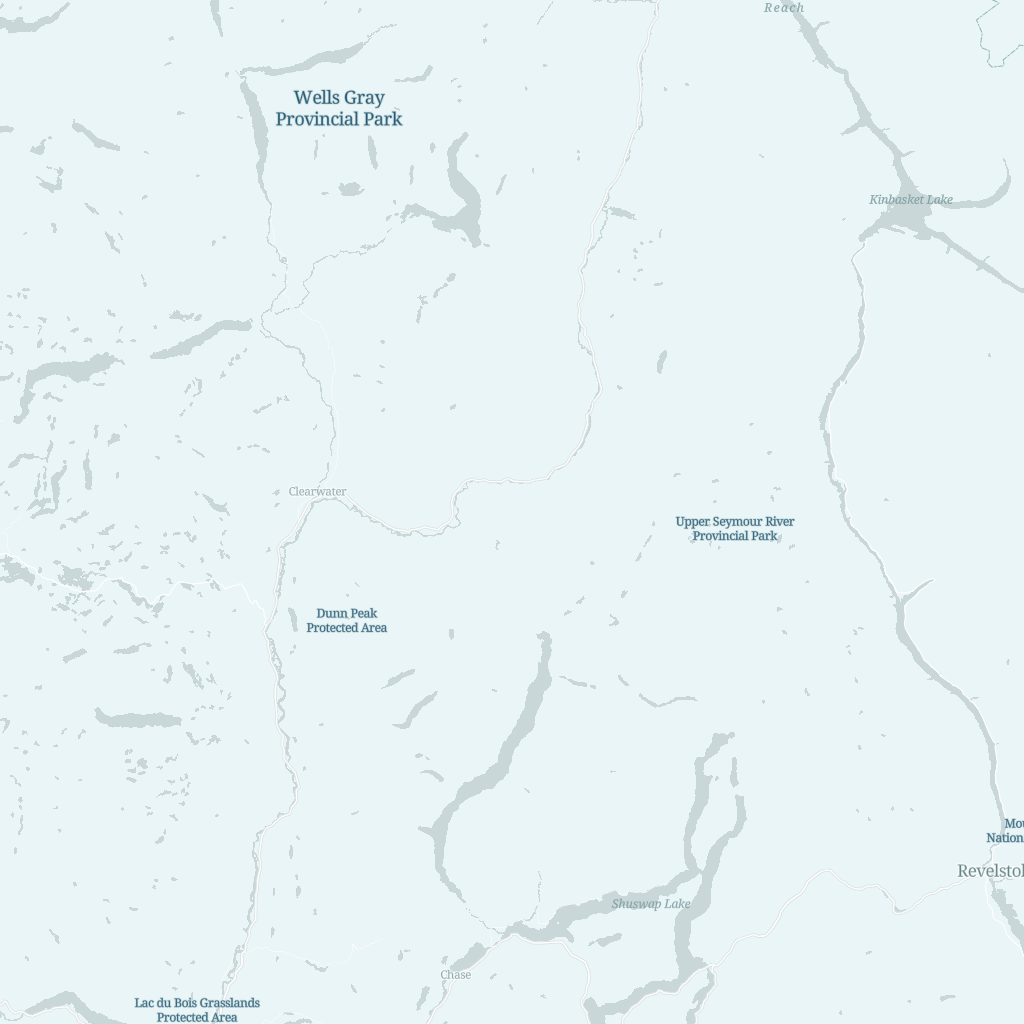 Reach
Wells Gray
Provincial Park
Kinbasket Lake
Clearwater
Upper Seymour River
Provincial Park
Dunn Peak
Protected Area
Shuswap Lake
Chase
Lac du Bois Grasslands
Protected Area